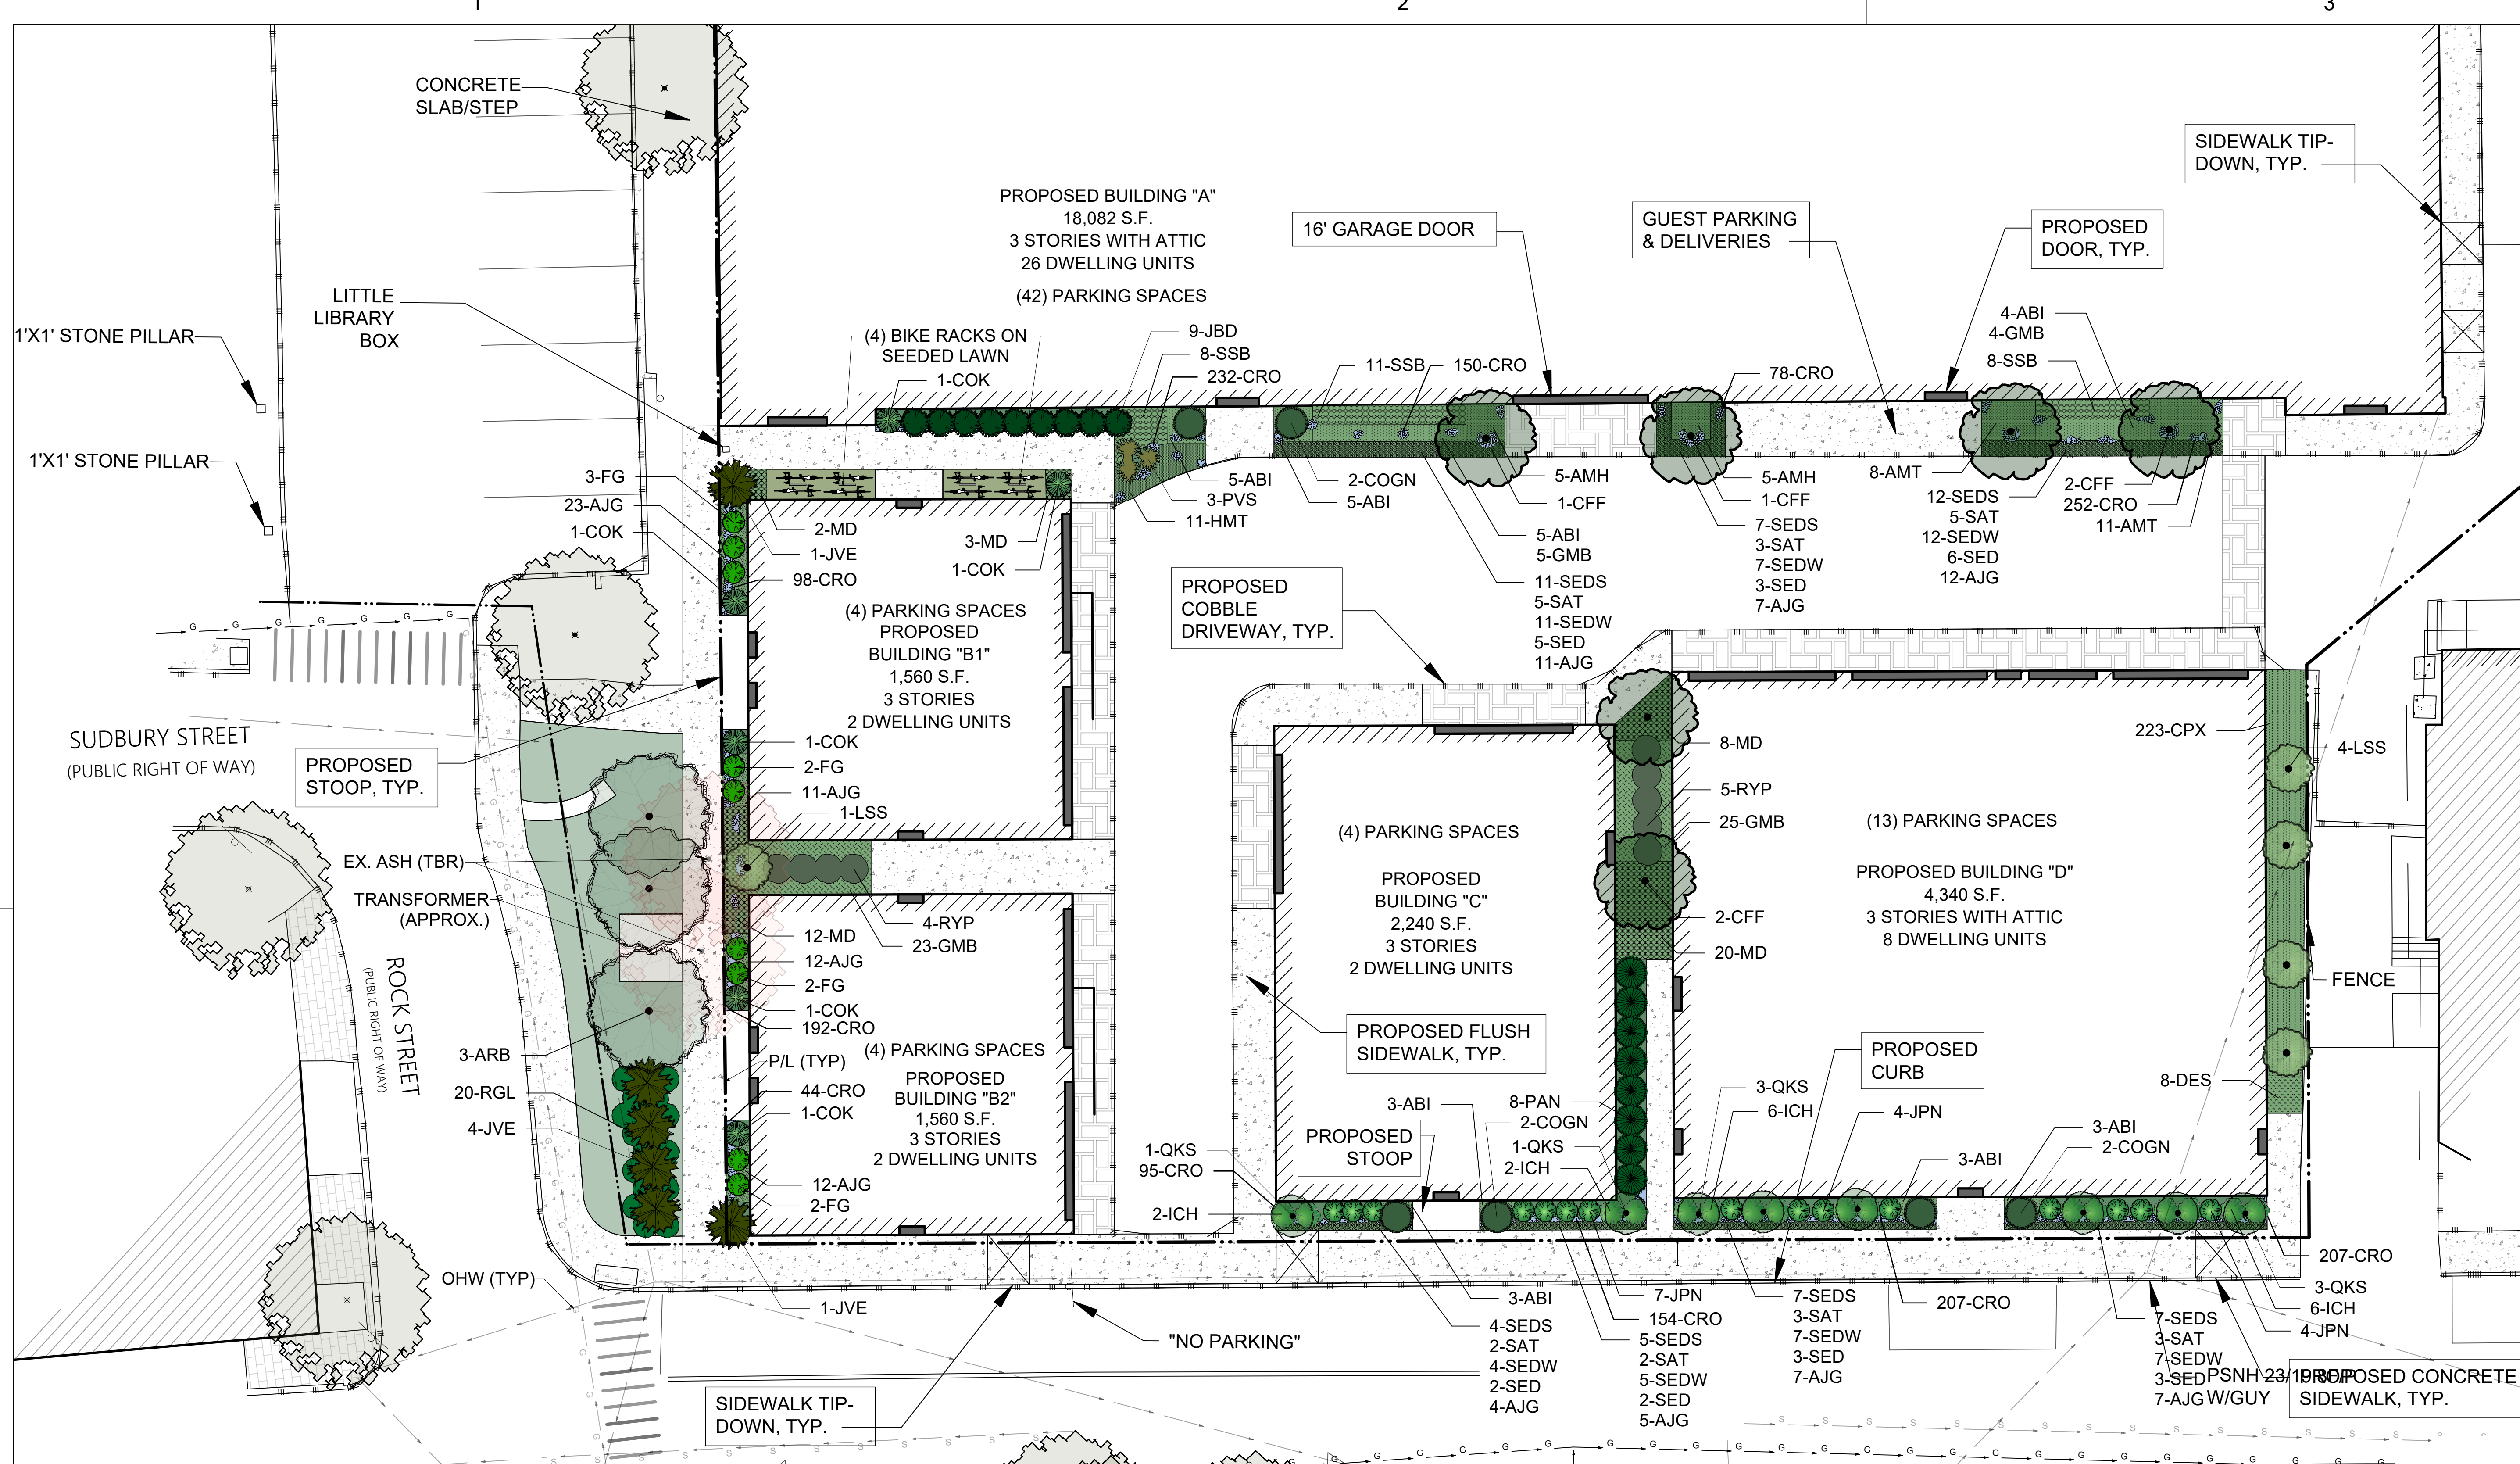 1
2
3
CONCRETE
SLAB/STEP
SIDEWALK TIP-
DOWN, TYP.
PROPOSED BUILDING "A"
18,082 S.F.
3 STORIES WITH ATTIC
26 DWELLING UNITS
(42) PARKING SPACES
16' GARAGE DOOR
GUEST PARKING
& DELIVERIES
PROPOSED
DOOR, TYP.
LITTLE
LIBRARY
BOX
1'X1' STONE PILLAR
1'X1' STONE PILLAR
(4) BIKE RACKS ON
SEEDED LAWN
1-COK
9-JBD
8-SSB
232-CRO
11-SSB
150-CRO
78-CRO
4-ABI
4-GMB
8-SSB
3-FG
23-AJG
1-COK
2-MD
1-JVE
98-CRO
3-MD
1-COK
5-ABI
3-PVS
11-HMT
2-COGN
5-ABI
5-AMH
1-CFF
5-ABI
5-GMB
11-SEDS
5-SAT
11-SEDW
5-SED
11-AJG
5-AMH
1-CFF
7-SEDS
3-SAT
7-SEDW
3-SED
7-AJG
8-AMT
12-SEDS
5-SAT
12-SEDW
6-SED
12-AJG
2-CFF
252-CRO
11-AMT
PROPOSED
COBBLE
DRIVEWAY, TYP.
(4) PARKING SPACES
PROPOSED
BUILDING "B1"
1,560 S.F.
3 STORIES
2 DWELLING UNITS
G G G G G G G
SUDBURY STREET
(PUBLIC RIGHT OF WAY)
PROPOSED
STOOP, TYP.
1-COK
2-FG
11-AJG
1-LSS
EX. ASH (TBR)
TRANSFORMER
(APPROX.)
4-RYP
23-GMB
12-MD
12-AJG
2-FG
1-COK
192-CRO
ROCK STREET
(PUBLIC RIGHT OF WAY)
8-MD
5-RYP
25-GMB
2-CFF
20-MD
223-CPX
4-LSS
(4) PARKING SPACES
PROPOSED
BUILDING "C"
2,240 S.F.
3 STORIES
2 DWELLING UNITS
(13) PARKING SPACES
PROPOSED BUILDING "D"
4,340 S.F.
3 STORIES WITH ATTIC
8 DWELLING UNITS
FENCE
3-ARB
20-RGL
4-JVE
P/L (TYP)
(4) PARKING SPACES
PROPOSED
BUILDING "B2"
1,560 S.F.
3 STORIES
2 DWELLING UNITS
44-CRO
1-COK
12-AJG
2-FG
PROPOSED FLUSH
SIDEWALK, TYP.
PROPOSED
CURB
8-DES
3-ABI
8-PAN
2-COGN
1-QKS
2-ICH
PROPOSED
STOOP
1-QKS
95-CRO
2-ICH
3-QKS
6-ICH
4-JPN
3-ABI
3-ABI
2-COGN
OHW (TYP)
1-JVE
"NO PARKING"
SIDEWALK TIP-
DOWN, TYP.
3-ABI
4-SEDS
2-SAT
4-SEDW
2-SED
4-AJG
7-JPN
154-CRO
5-SEDS
2-SAT
5-SEDW
2-SED
5-AJG
7-SEDS
3-SAT
7-SEDW
3-SED
7-AJG
207-CRO
207-CRO
3-QKS
6-ICH
4-JPN
7-SEDS
3-SAT
7-SEDW
3-SED
7-AJG
PSNH 23/
W/GUY
PROPOSED CONCRETE
SIDEWALK, TYP.